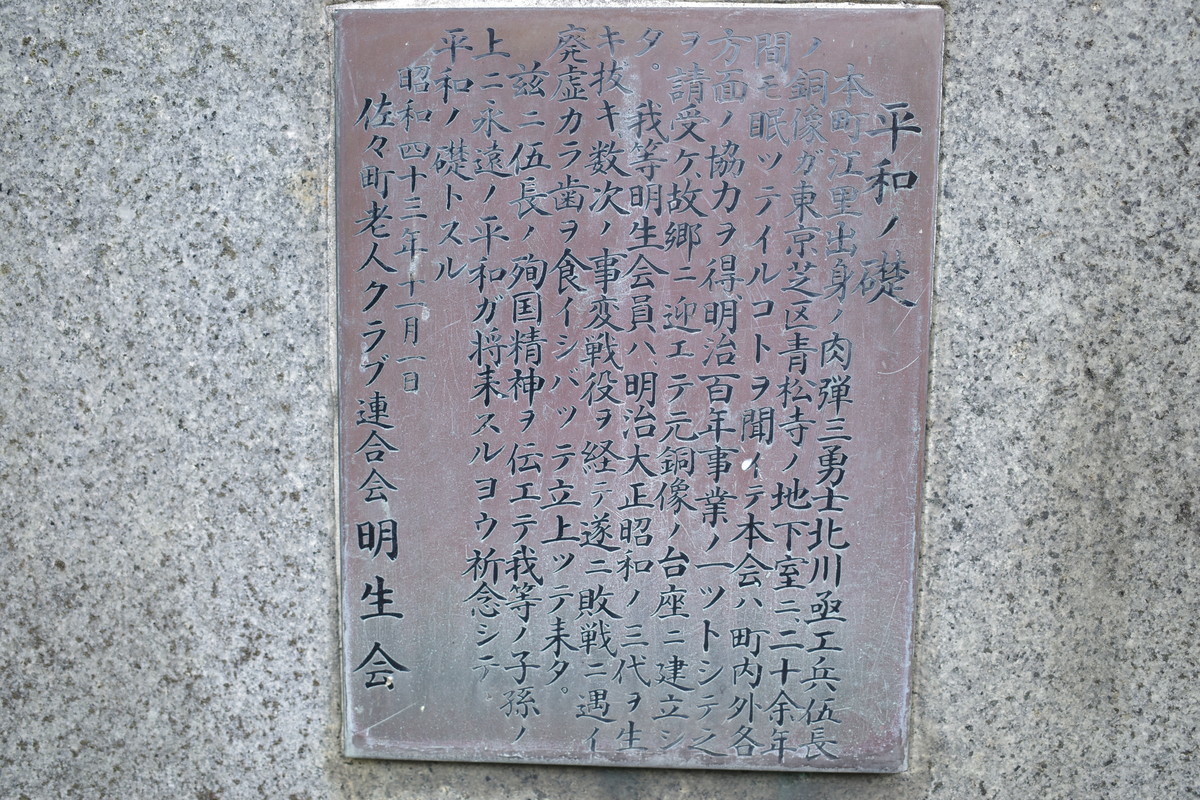 平和ノ礎
本町江里出身ノ肉弾三勇士北川亟工兵伍長
ノ銅像ガ東京芝区青松寺ノ地下室ニ、二十余年
間モ眠ツテイルコトヲ聞イテ本会ハ町内外各
方面ノ協力ヲ得、明治百年事業ノ一ツトシテ之
ヲ請受ケ、故郷ニ迎エテ元銅像ノ台座ニ建立シ
タ。我等明生会員ハ、明治大正昭和ノ三代ヲ生
キ抜キ数次ノ事変戦役ヲ経テ遂ニ敗戦ニ遇イ
廃虚カラ歯ヲ食イシバツテ立上ツテ来タ。
茲ニ伍長ノ殉国精神ヲ伝エテ我等ノ子孫ノ
上ニ永遠ノ平和ガ将来スルヨウ祈念シテ、
平和ノ礎トスル
昭和四十三年十一月一日
佐々町老人クラブ連合会明生会